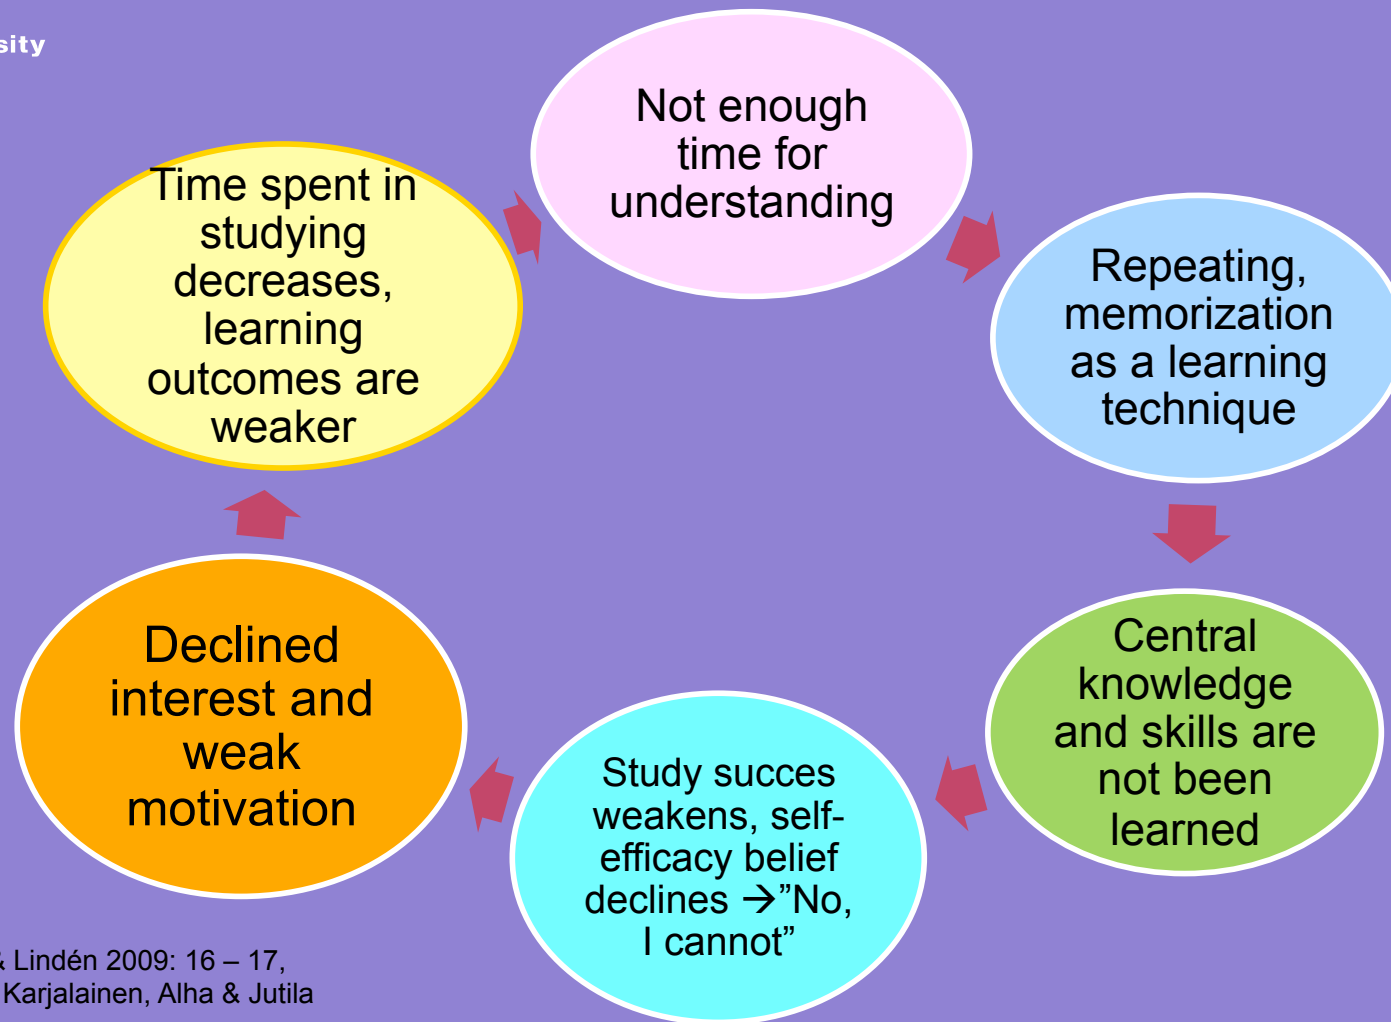 sity
Not enough
time for
understanding
Repeating,
memorization
as a learning
technique
Central
knowledge
and skills are
not been
learned
Study succes
weakens, self-
efficacy belief
declines →”No,
I cannot”
Declined
interest and
weak
motivation
Time spent in
studying
decreases,
learning
outcomes are
weaker
& Lindén 2009: 16 – 17,
Karjalainen, Alha & Jutila